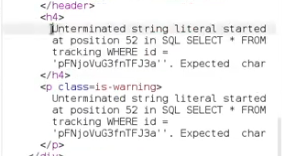 </header>
<h4>
Unterminated string literal started
at position 52 in SQL SELECT * FROM
tracking WHERE id =
'pFNjoVuG3fnTFJ3a''. Expected  char
</h4>
<p class=is-warning>
Unterminated string literal started
at position 52 in SQL SELECT * FROM
tracking WHERE id =
'pFNjoVuG3fnTFJ3a''. Expected  char
</p>
</div>